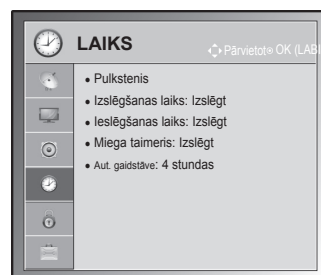 LAIKS
Pārvietot OK (LAB
• Pulkstenis
• Izslēgšanas laiks: Izslēgt
• Ieslēgšanas laiks: Izslēgt
• Miega taimeris: Izslēgt
• Aut. gaidstāve: 4 stundas